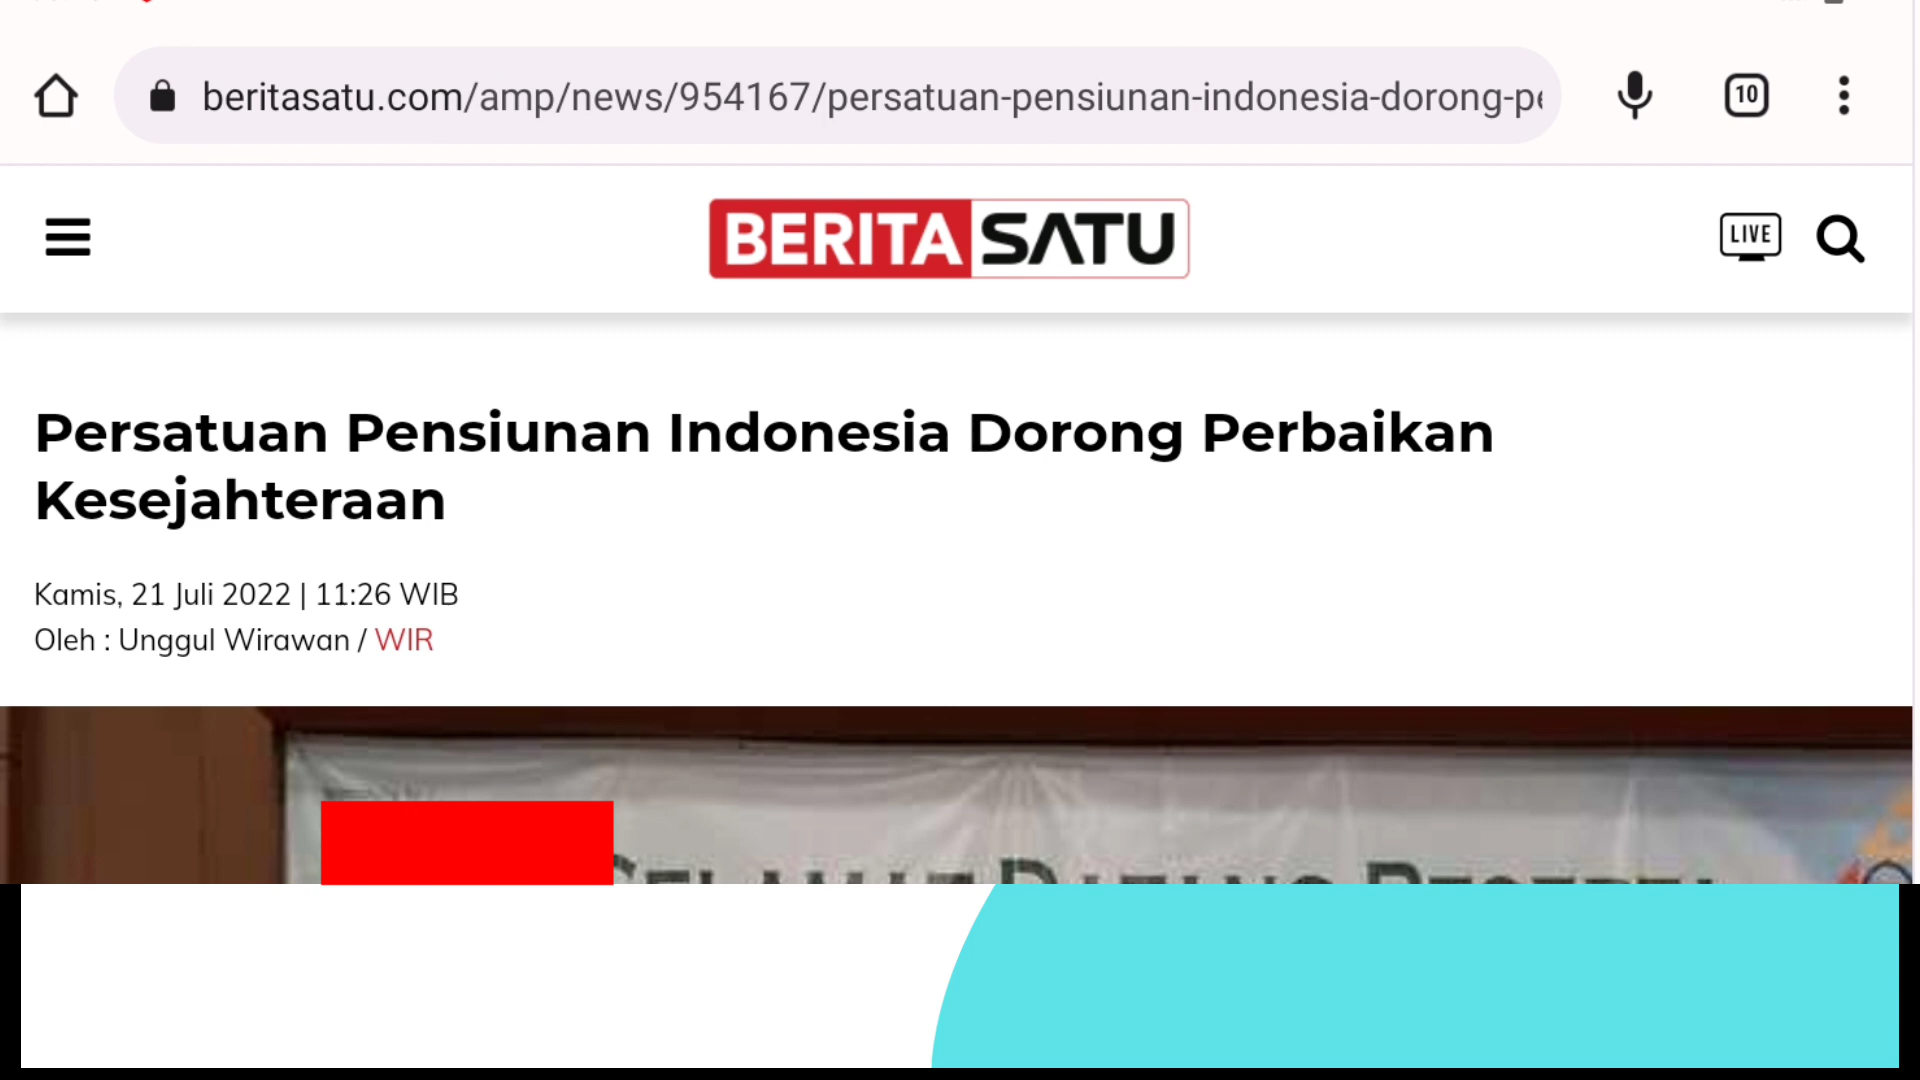 beritasatu.com/amp/news/954167/persatuan-pensiunan-indonesia-dorong-pe
10
BERITA SATU
LIVE
Persatuan Pensiunan Indonesia Dorong Perbaikan
Kesejahteraan
Kamis, 21 Juli 2022 | 11:26 WIB
Oleh : Unggul Wirawan / WIR